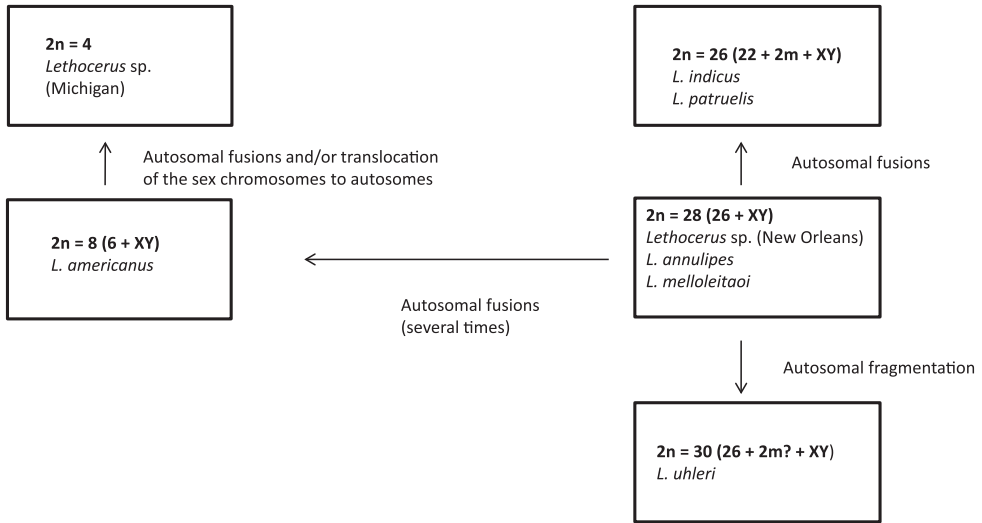 2n = 4
Lethocerus sp.
(Michigan)
2n = 26 (22 + 2m + XY)
L. indicus
L. patruelis
Autosomal fusions and/or translocation
of the sex chromosomes to autosomes
Autosomal fusions
2n = 8 (6 + XY)
L. americanus
2n = 28 (26 + XY)
Lethocerus sp. (New Orleans)
L. annulipes
L. melloleitaoi
Autosomal fusions
(several times)
Autosomal fragmentation
2n = 30 (26 + 2m? + XY)
L. uhleri